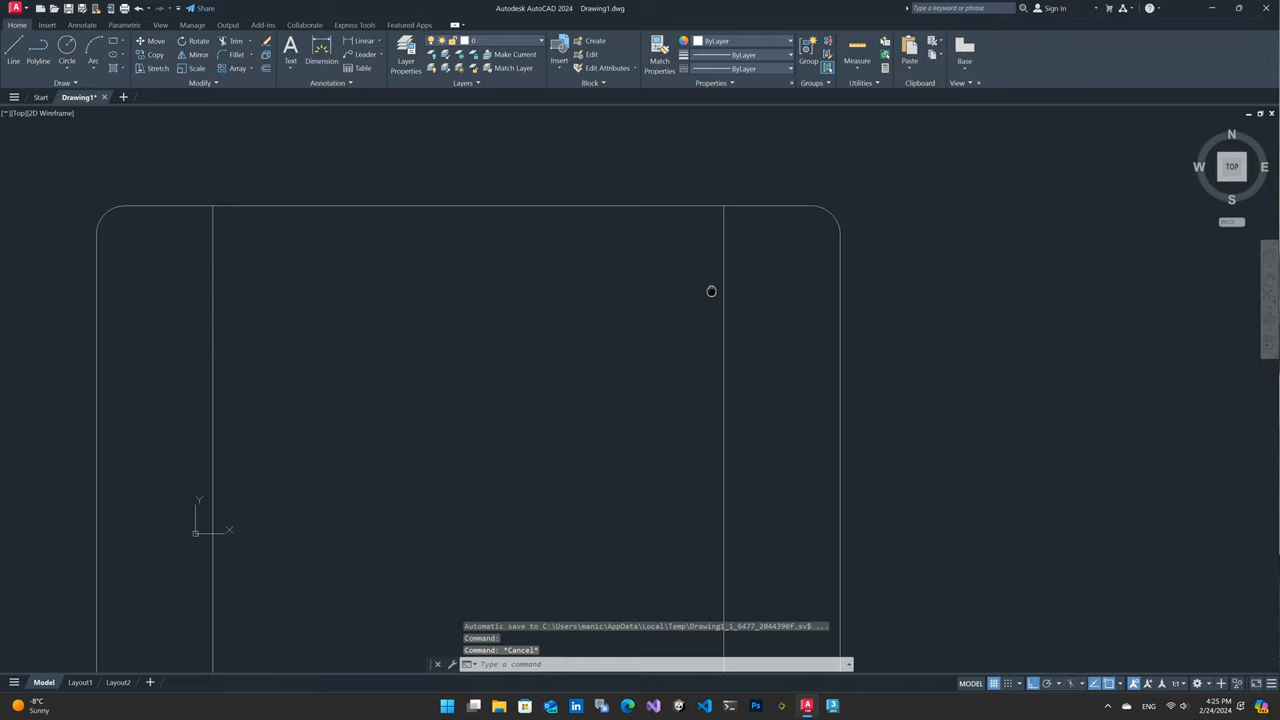 Share
Autodesk AutoCAD 2024 Drawing1.dwg
Type a keyword or phrase
Sign In
Home Insert Annotate Parametric View Manage Output Add-ins Collaborate Express Tools Featured Apps
Line Polyline Circle Arc
Move Rotate Trim
Copy Mirror Fillet
Stretch Scale Array
Text Dimension
Linear
Leader
Table
Layer
Properties
0
Make Current
Match Layer
Insert
Create
Edit
Edit Attributes
Match
Properties
ByLayer
ByLayer
ByLayer
Group
Measure
Paste
Base
Draw Modify Annotation Layers Block Properties Groups Utilities Clipboard View
Start Drawing1*
[−][Top][2D Wireframe]
N
W TOP E
S
WCS
Y
X
Automatic save to C:\Users\manic\AppData\Local\Temp\Drawing1_1_6477_2044390f.sv$ ...
Command:
Command: *Cancel*
Type a command
Model Layout1 Layout2
MODEL
1:1
-8°C
Sunny
4:25 PM
2/24/2024